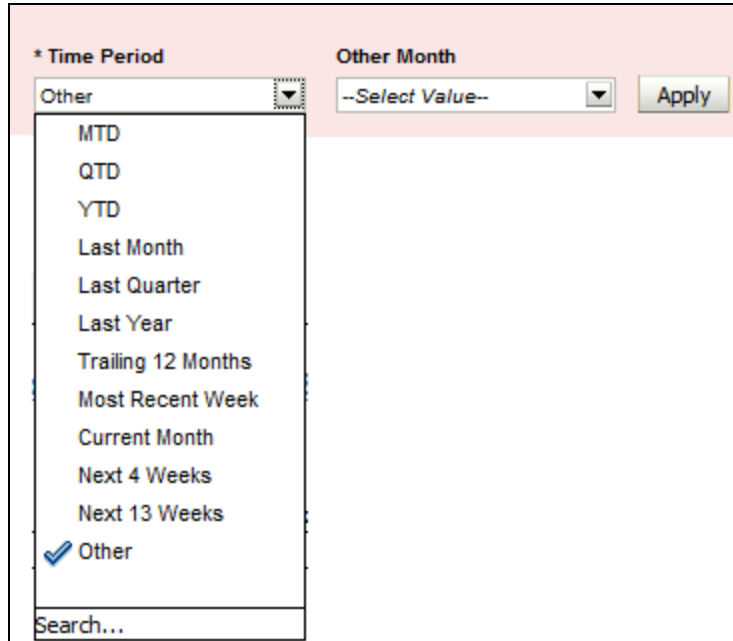 * Time Period Other Month
Other --Select Value-- Apply
MTD
QTD
YTD
Last Month
Last Quarter
Last Year
Trailing 12 Months
Most Recent Week
Current Month
Next 4 Weeks
Next 13 Weeks
Other
Search...